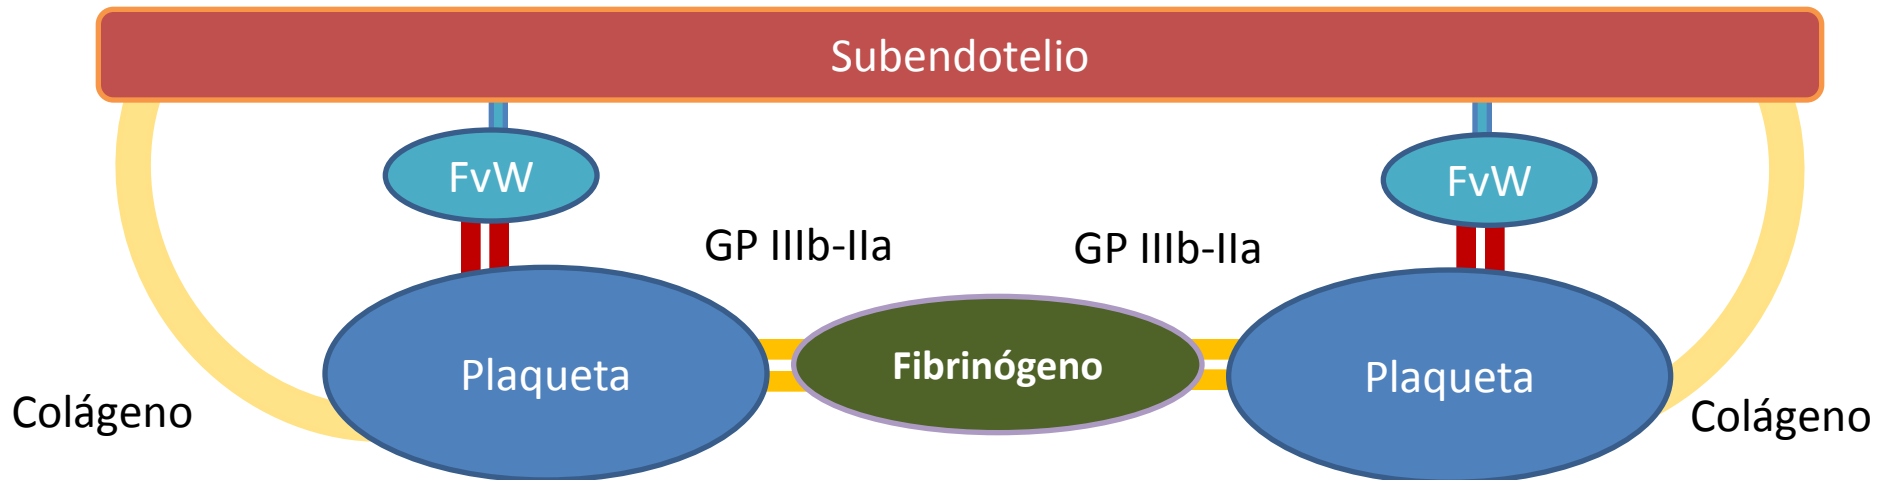 Subendotelio
FvW
FvW
GP IIIb-IIa
GP IIIb-IIa
Fibrinógeno
Plaqueta
Plaqueta
Colágeno
Colágeno